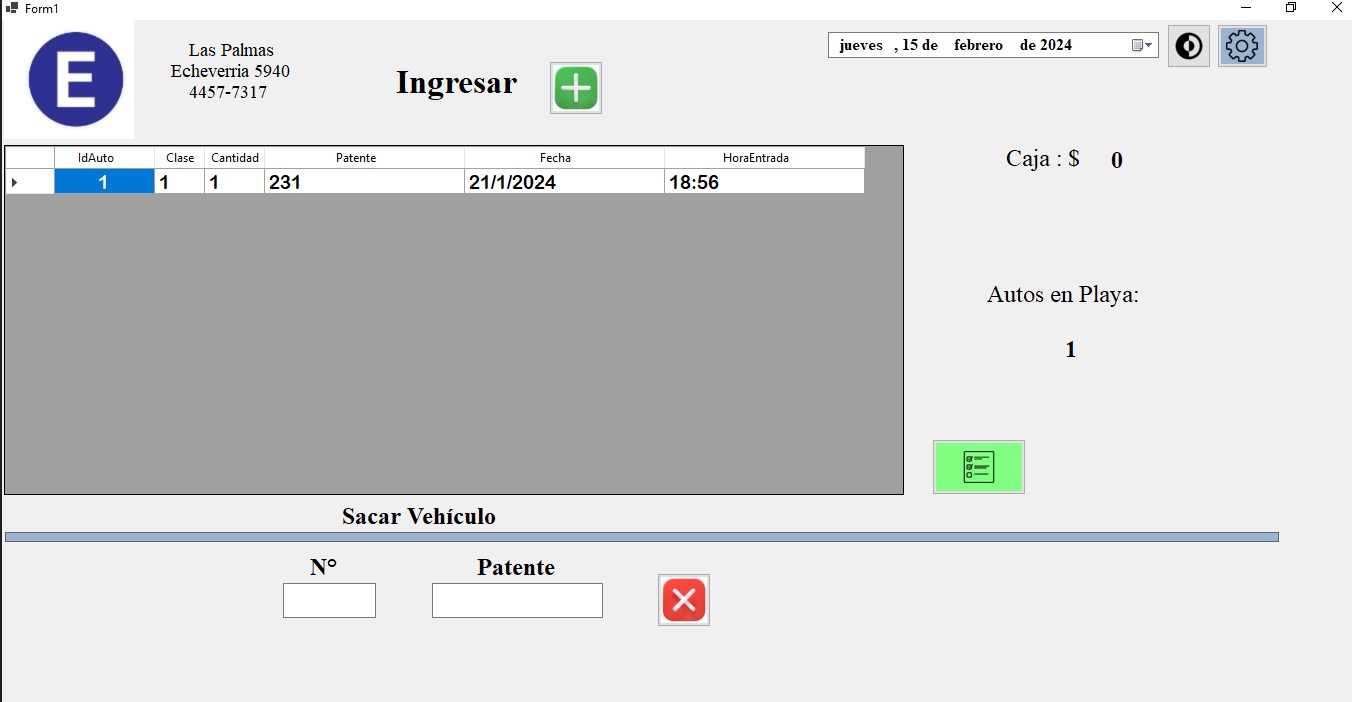 Form1
E
Las Palmas
Echeverria 5940
4457-7317
Ingresar
jueves , 15 de febrero de 2024
IdAuto Clase Cantidad Patente Fecha HoraEntrada
1 1 1 231 21/1/2024 18:56
Caja : $ 0
Autos en Playa:
1
Sacar Vehículo
N° Patente